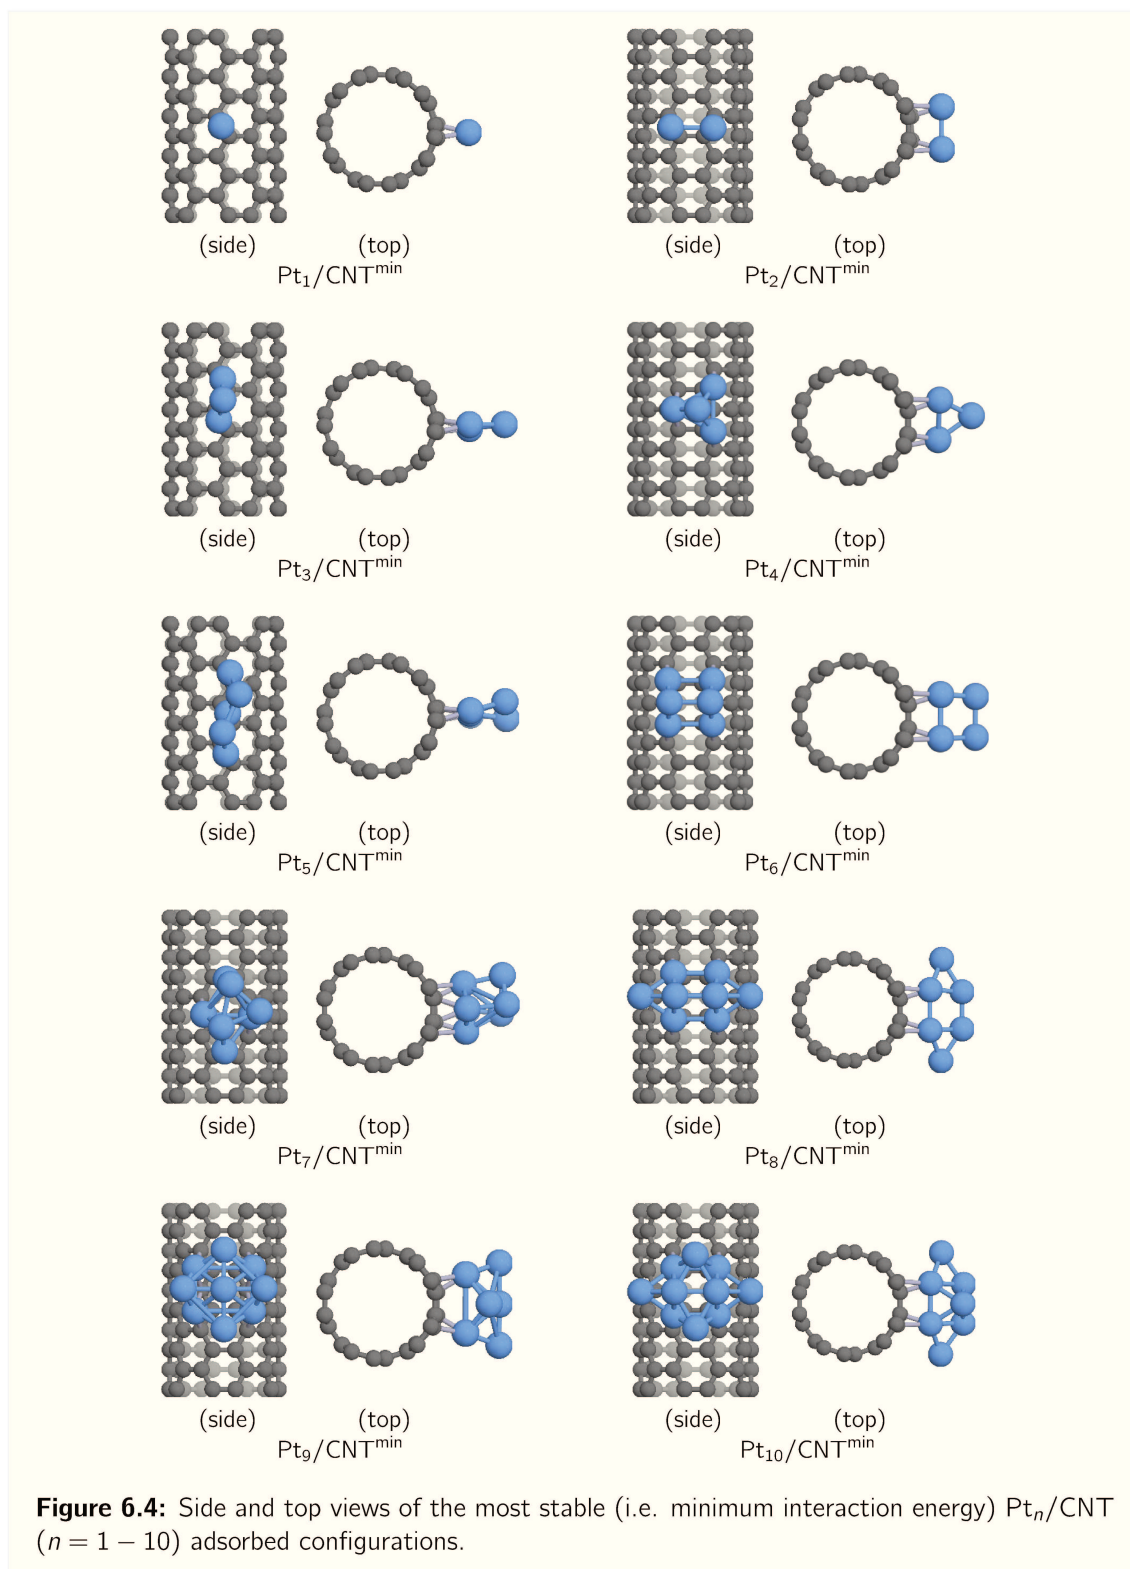 (side) (top) (side) (top)
Pt₁/CNTᵐⁱⁿ Pt₂/CNTᵐⁱⁿ
(side) (top) (side) (top)
Pt₃/CNTᵐⁱⁿ Pt₄/CNTᵐⁱⁿ
(side) (top) (side) (top)
Pt₅/CNTᵐⁱⁿ Pt₆/CNTᵐⁱⁿ
(side) (top) (side) (top)
Pt₇/CNTᵐⁱⁿ Pt₈/CNTᵐⁱⁿ
(side) (top) (side) (top)
Pt₉/CNTᵐⁱⁿ Pt₁₀/CNTᵐⁱⁿ
Figure 6.4: Side and top views of the most stable (i.e. minimum interaction energy) Ptₙ/CNT
(n = 1 − 10) adsorbed configurations.